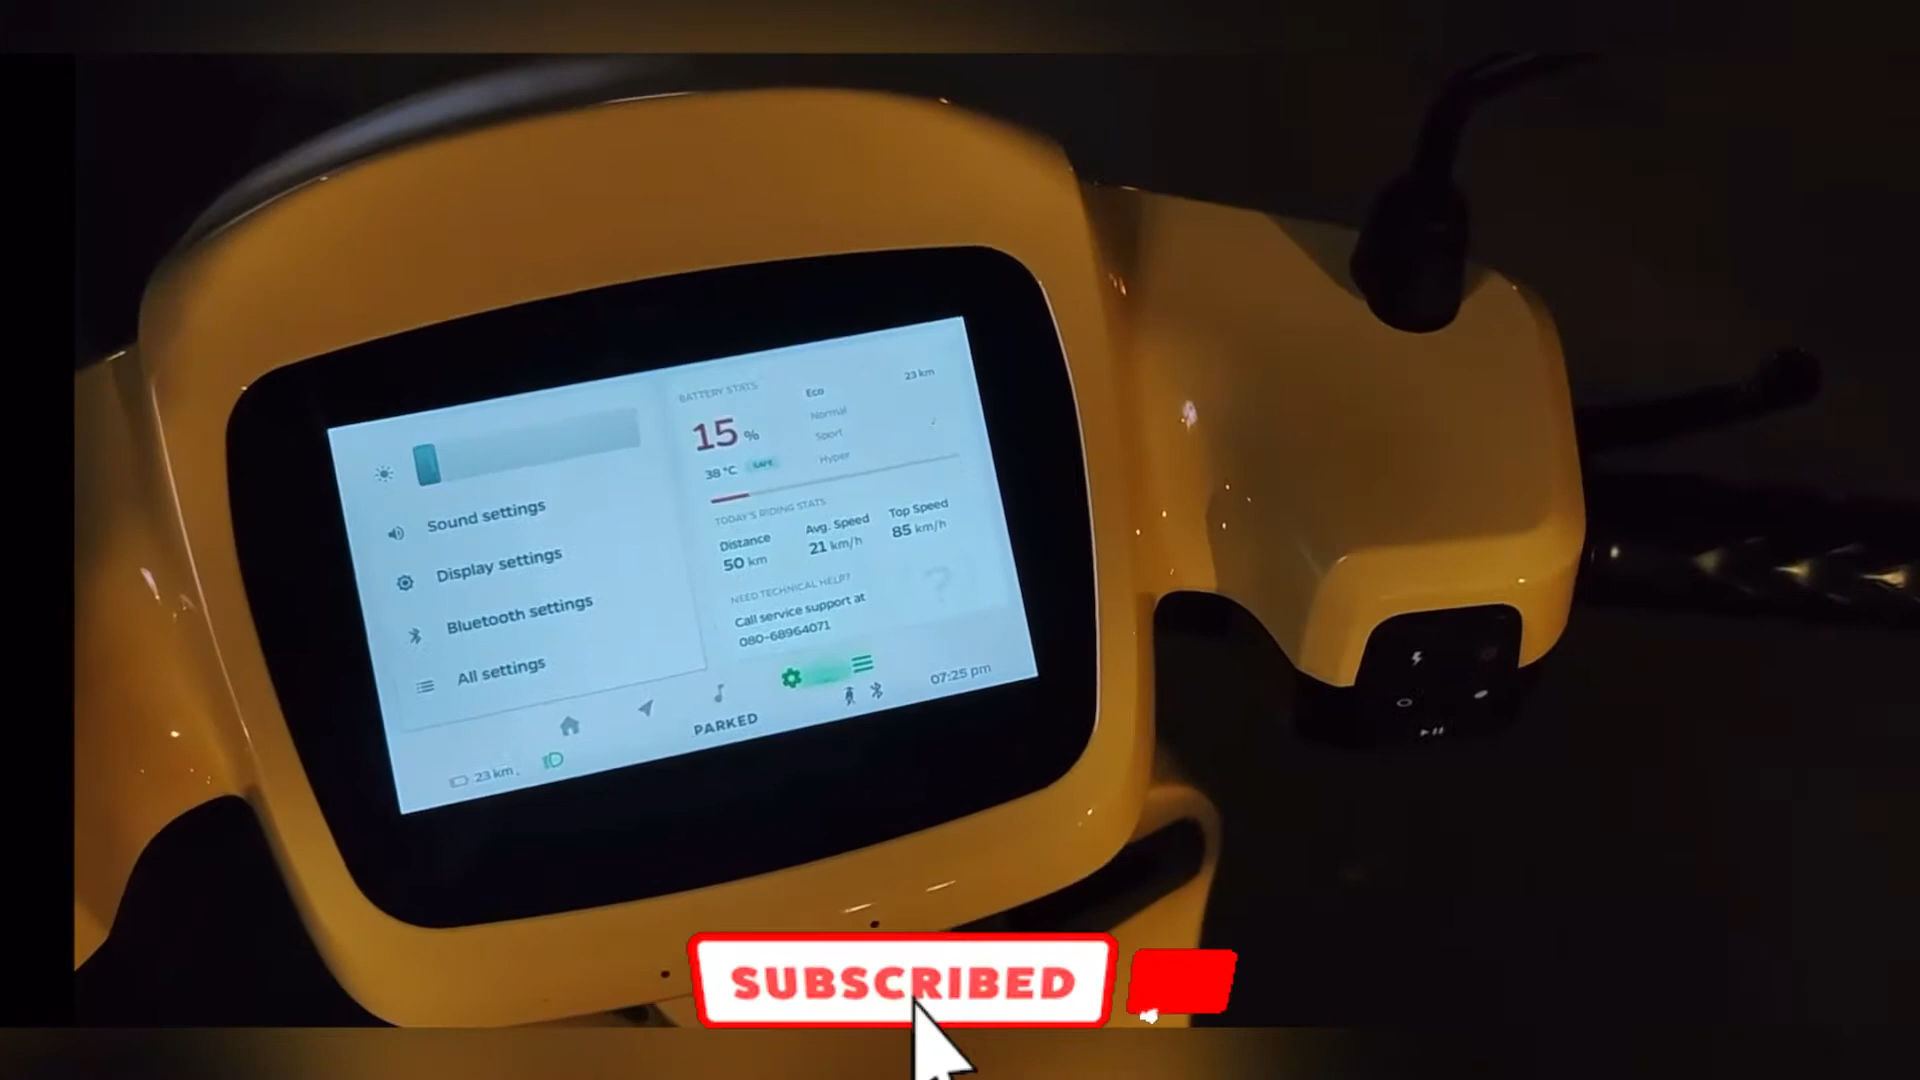 Sound settings
Display settings
Bluetooth settings
All settings
BATTERY STATS
15 %
38 °C SAFE
Eco 23 km
Normal
Sport
Hyper
TODAY'S RIDING STATS
Distance Avg. Speed Top Speed
50 km 21 km/h 85 km/h
NEED TECHNICAL HELP?
Call service support at
080-68964071
?
23 km
PARKED
07:25 pm
SUBSCRIBED